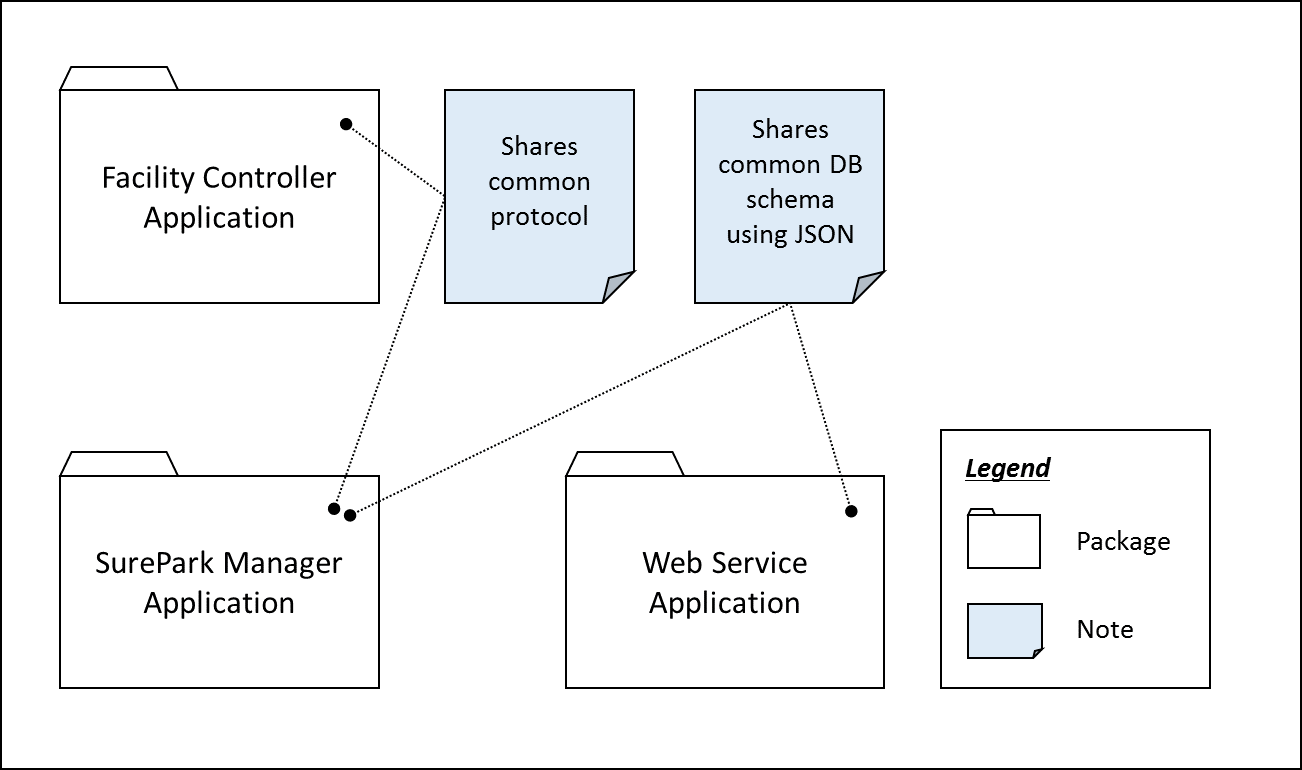 Facility Controller
Application
Shares
common
protocol
Shares
common DB
schema
using JSON
SurePark Manager
Application
Web Service
Application
Legend
Package
Note